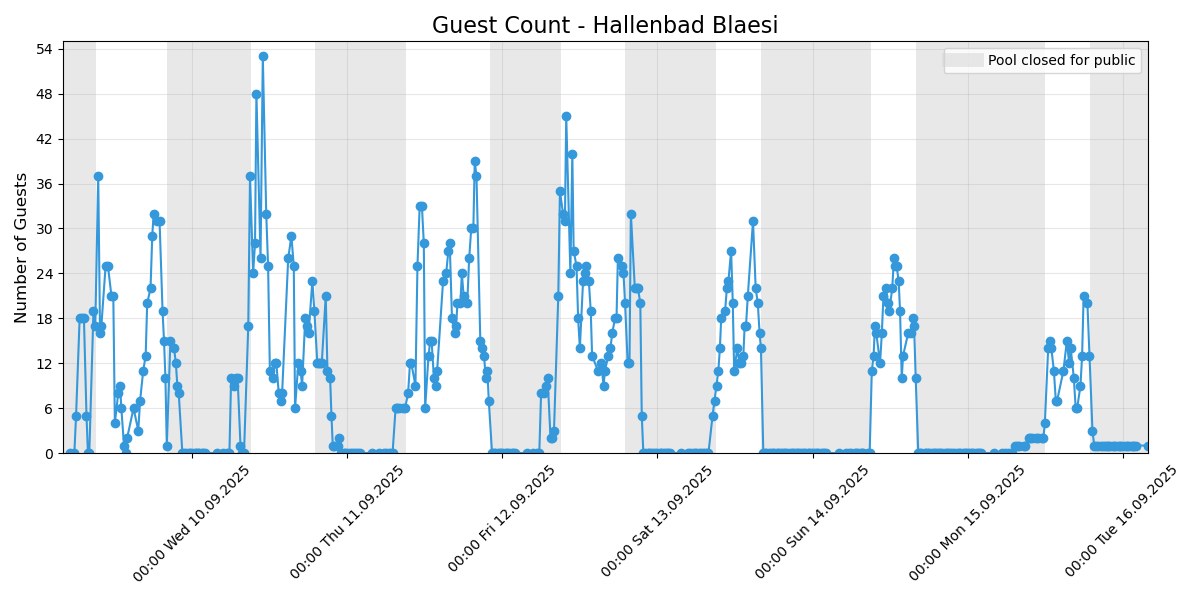 Guest Count - Hallenbad Blaesi
Pool closed for public
Number of Guests
54
48
42
36
30
24
18
12
6
0
00:00 Wed 10.09.2025
00:00 Thu 11.09.2025
00:00 Fri 12.09.2025
00:00 Sat 13.09.2025
00:00 Sun 14.09.2025
00:00 Mon 15.09.2025
00:00 Tue 16.09.2025